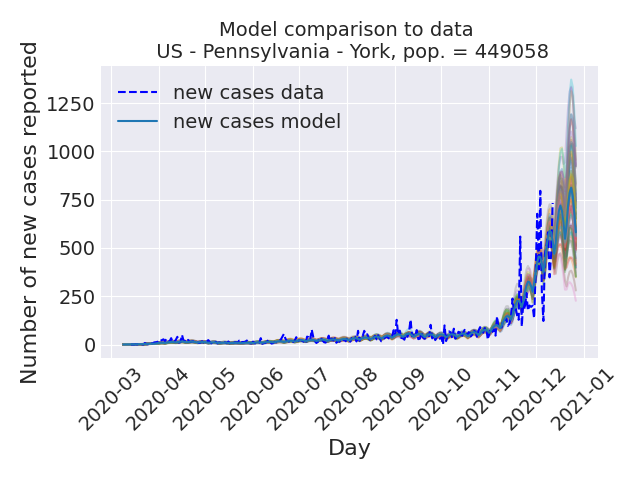 Model comparison to data
US - Pennsylvania - York, pop. = 449058
Number of new cases reported
1250
1000
750
500
250
0
new cases data
new cases model
2020-03
2020-04
2020-05
2020-06
2020-07
2020-08
2020-09
2020-10
2020-11
2020-12
2021-01
Day